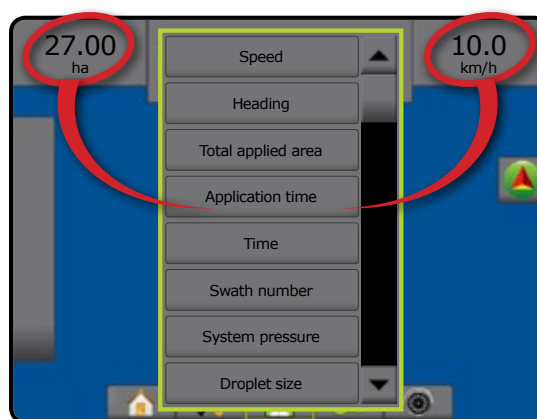 27.00
ha
10.0
km/h
Speed
Heading
Total applied area
Application time
Time
Swath number
System pressure
Droplet size